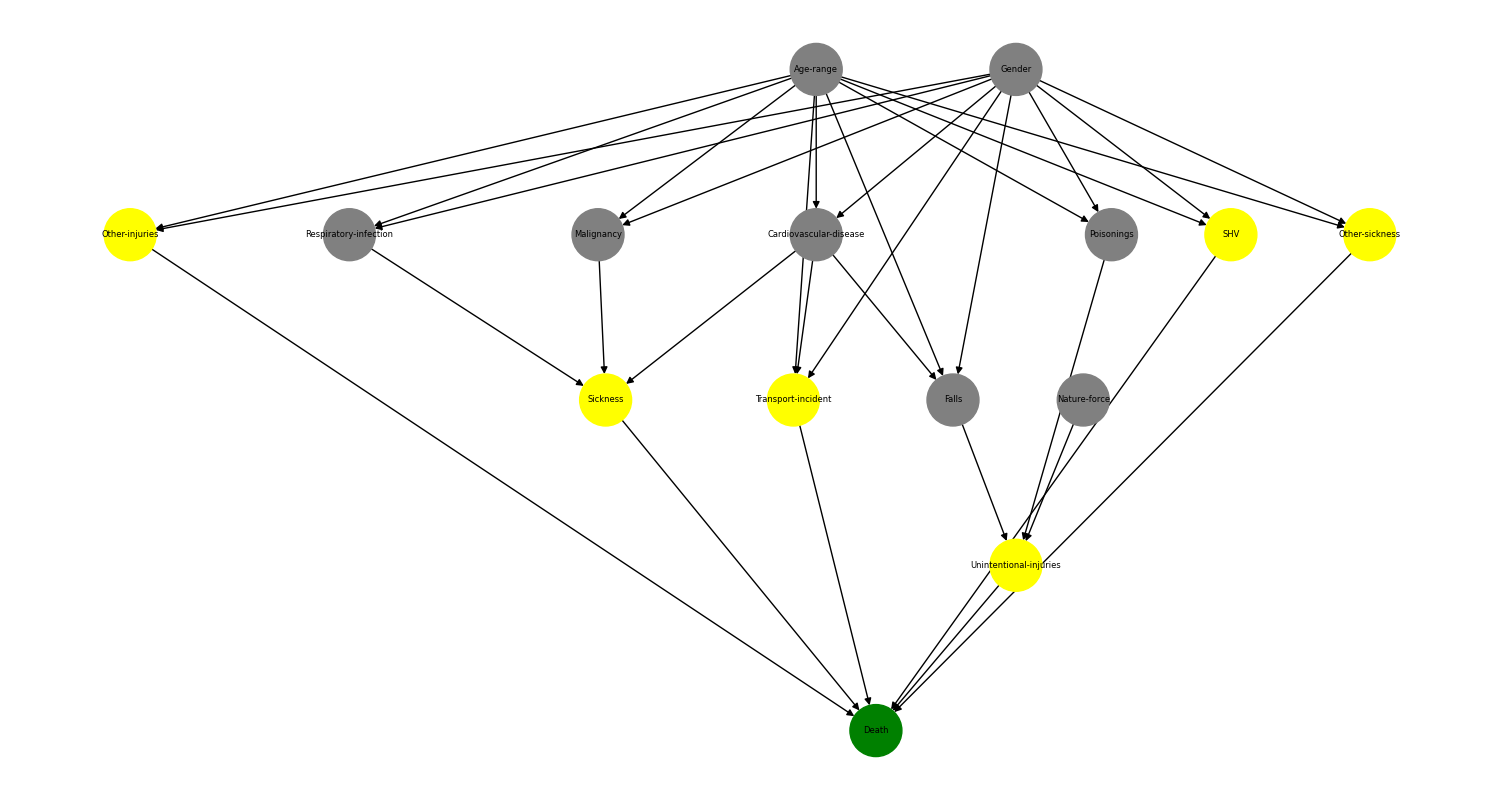 Age-range
Gender
Other-injuries
Respiratory-infection
Malignancy
Cardiovascular-disease
Poisonings
SHV
Other-sickness
Sickness
Transport-incident
Falls
Nature-force
Unintentional-injuries
Death